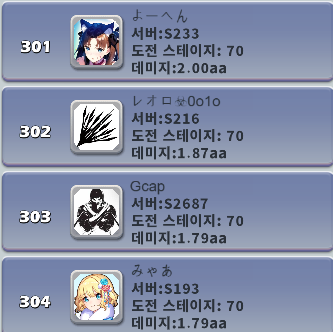 301
よーへん
서버:S233
도전 스테이지: 70
데미지:2.00aa
302
レオロ👾0o1o
서버:S216
도전 스테이지: 70
데미지:1.87aa
303
Gcap
서버:S2687
도전 스테이지: 70
데미지:1.79aa
304
みゃあ
서버:S193
도전 스테이지: 70
데미지:1.79aa